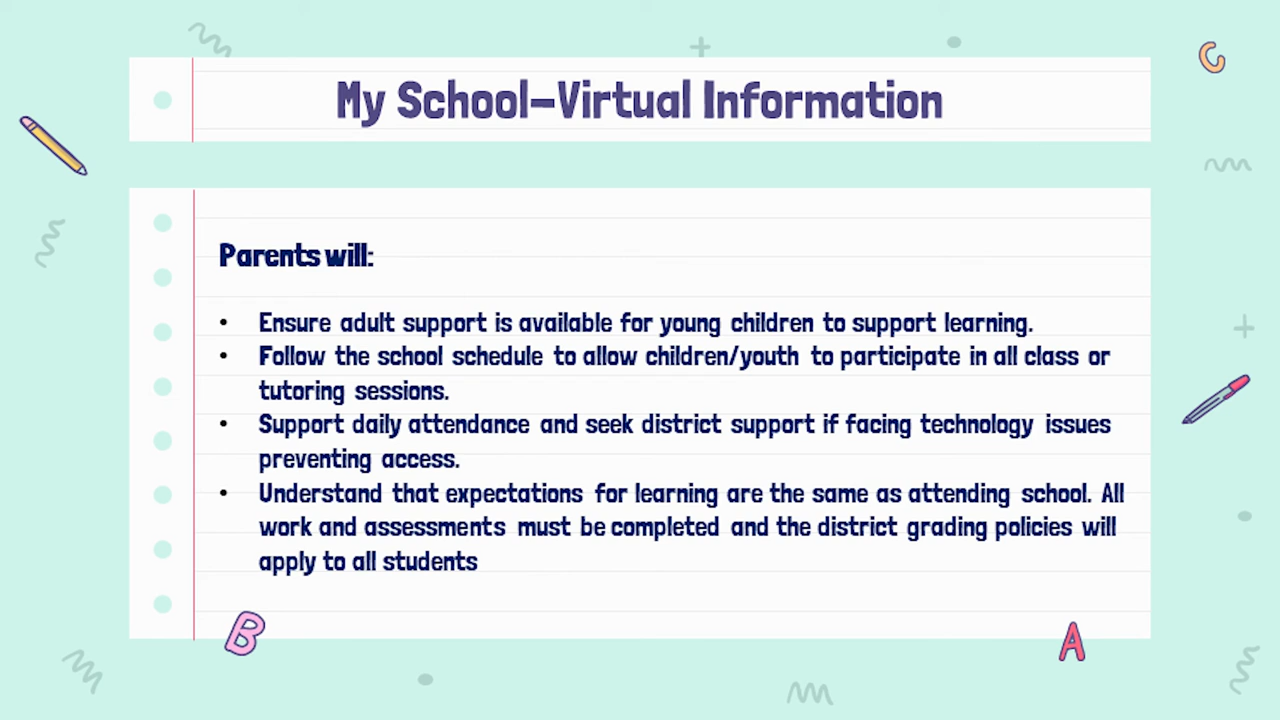 My School–Virtual Information
Parents will:
• Ensure adult support is available for young children to support learning.
• Follow the school schedule to allow children/youth to participate in all class or
tutoring sessions.
• Support daily attendance and seek district support if facing technology issues
preventing access.
• Understand that expectations for learning are the same as attending school. All
work and assessments must be completed and the district grading policies will
apply to all students
C
B
A